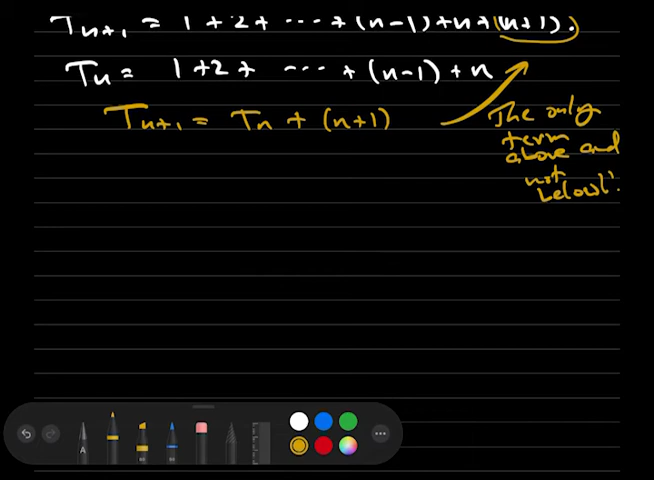 Tn+1 = 1 + 2 + ... + (n-1) + n + (n+1).
Tn = 1 + 2 + ... + (n-1) + n
Tn+1 = Tn + (n+1)
The only
term
above and
not
below!
A